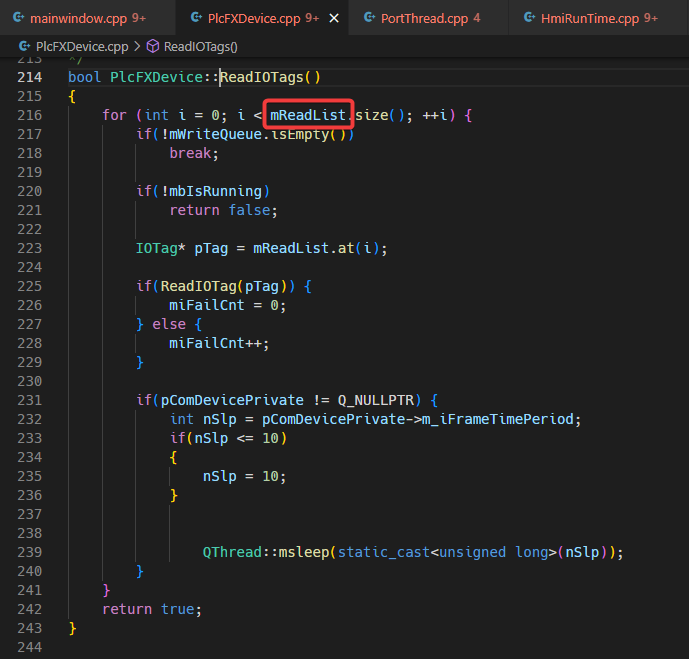 mainwindow.cpp 9+ PlcFXDevice.cpp 9+ PortThread.cpp 4 HmiRunTime.cpp 9+
PlcFXDevice.cpp > ReadIOTags()
213 */
214 bool PlcFXDevice::ReadIOTags()
215 {
216     for (int i = 0; i < mReadList.size(); ++i) {
217         if(!mWriteQueue.isEmpty())
218             break;
219
220         if(!mbIsRunning)
221             return false;
222
223         IOTag* pTag = mReadList.at(i);
224
225         if(ReadIOTag(pTag)) {
226             miFailCnt = 0;
227         } else {
228             miFailCnt++;
229         }
230
231         if(pComDevicePrivate != Q_NULLPTR) {
232             int nSlp = pComDevicePrivate->m_iFrameTimePeriod;
233             if(nSlp <= 10)
234             {
235                 nSlp = 10;
236             }
237
238
239                 QThread::msleep(static_cast<unsigned long>(nSlp));
240         }
241     }
242     return true;
243 }
244